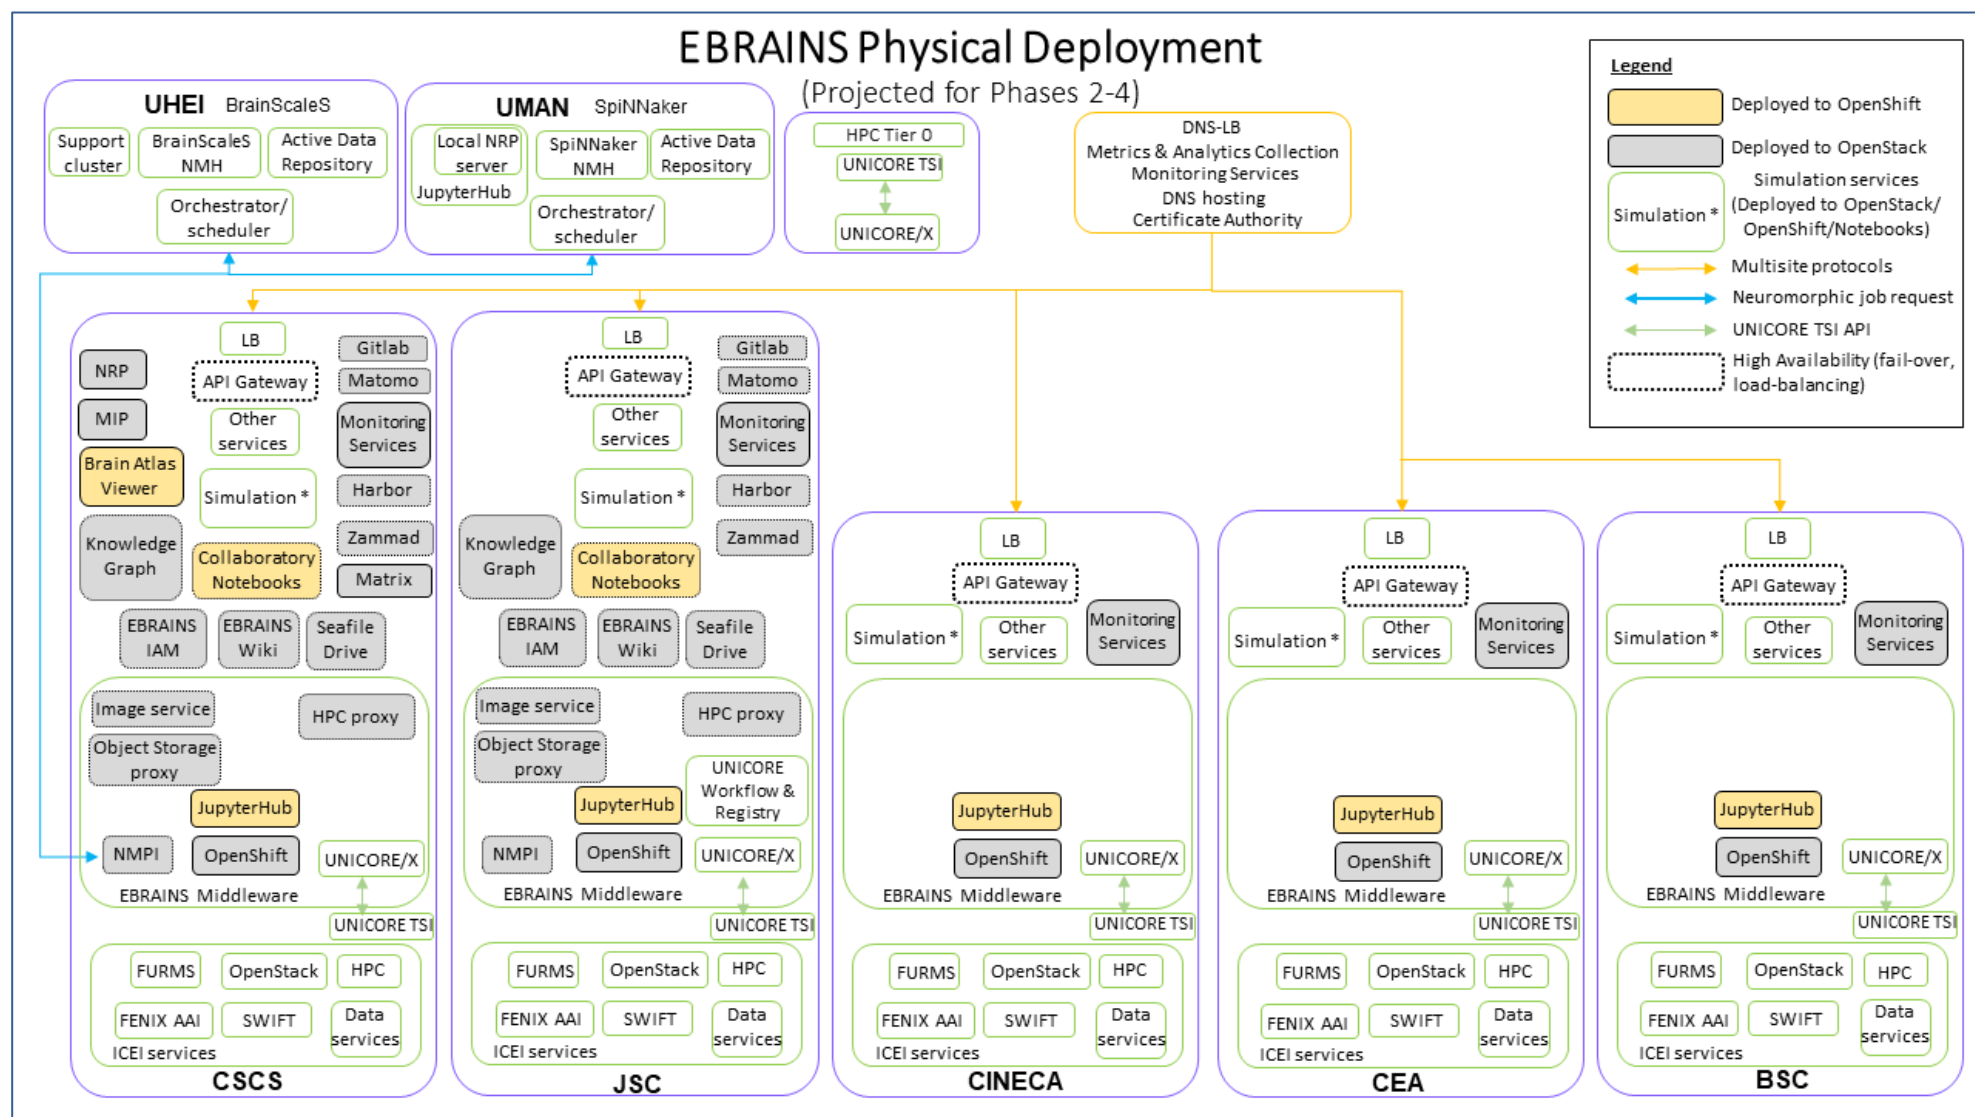 EBRAINS Physical Deployment
(Projected for Phases 2-4)
UHEI BrainScaleS
Support
cluster
BrainScaleS
NMH
Active Data
Repository
Orchestrator/
scheduler
UMAN SpiNNaker
Local NRP
server
JupyterHub
SpiNNaker
NMH
Active Data
Repository
Orchestrator/
scheduler
HPC Tier 0
UNICORE TSI
UNICORE/X
DNS-LB
Metrics & Analytics Collection
Monitoring Services
DNS hosting
Certificate Authority
Legend
Deployed to OpenShift
Deployed to OpenStack
Simulation *
Simulation services
(Deployed to OpenStack/
OpenShift/Notebooks)
Multisite protocols
Neuromorphic job request
UNICORE TSI API
High Availability (fail-over,
load-balancing)
LB
NRP
API Gateway
Gitlab
Matomo
MIP
Other
services
Monitoring
Services
Brain Atlas
Viewer
Simulation *
Harbor
Knowledge
Graph
Collaboratory
Notebooks
Zammad
Matrix
EBRAINS
IAM
EBRAINS
Wiki
Seafile
Drive
Image service
HPC proxy
Object Storage
proxy
JupyterHub
NMPI
OpenShift
UNICORE/X
EBRAINS Middleware
UNICORE TSI
FURMS
OpenStack
HPC
FENIX AAI
SWIFT
Data
services
ICEI services
CSCS
LB
API Gateway
Gitlab
Matomo
Other
services
Monitoring
Services
Simulation *
Harbor
Knowledge
Graph
Collaboratory
Notebooks
Zammad
EBRAINS
IAM
EBRAINS
Wiki
Seafile
Drive
Image service
HPC proxy
Object Storage
proxy
UNICORE
Workflow &
Registry
JupyterHub
NMPI
OpenShift
UNICORE/X
EBRAINS Middleware
UNICORE TSI
FURMS
OpenStack
HPC
FENIX AAI
SWIFT
Data
services
ICEI services
JSC
LB
API Gateway
Simulation *
Other
services
Monitoring
Services
JupyterHub
OpenShift
UNICORE/X
EBRAINS Middleware
UNICORE TSI
FURMS
OpenStack
HPC
FENIX AAI
SWIFT
Data
services
ICEI services
CINECA
LB
API Gateway
Simulation *
Other
services
Monitoring
Services
JupyterHub
OpenShift
UNICORE/X
EBRAINS Middleware
UNICORE TSI
FURMS
OpenStack
HPC
FENIX AAI
SWIFT
Data
services
ICEI services
CEA
LB
API Gateway
Simulation *
Other
services
Monitoring
Services
JupyterHub
OpenShift
UNICORE/X
EBRAINS Middleware
UNICORE TSI
FURMS
OpenStack
HPC
FENIX AAI
SWIFT
Data
services
ICEI services
BSC